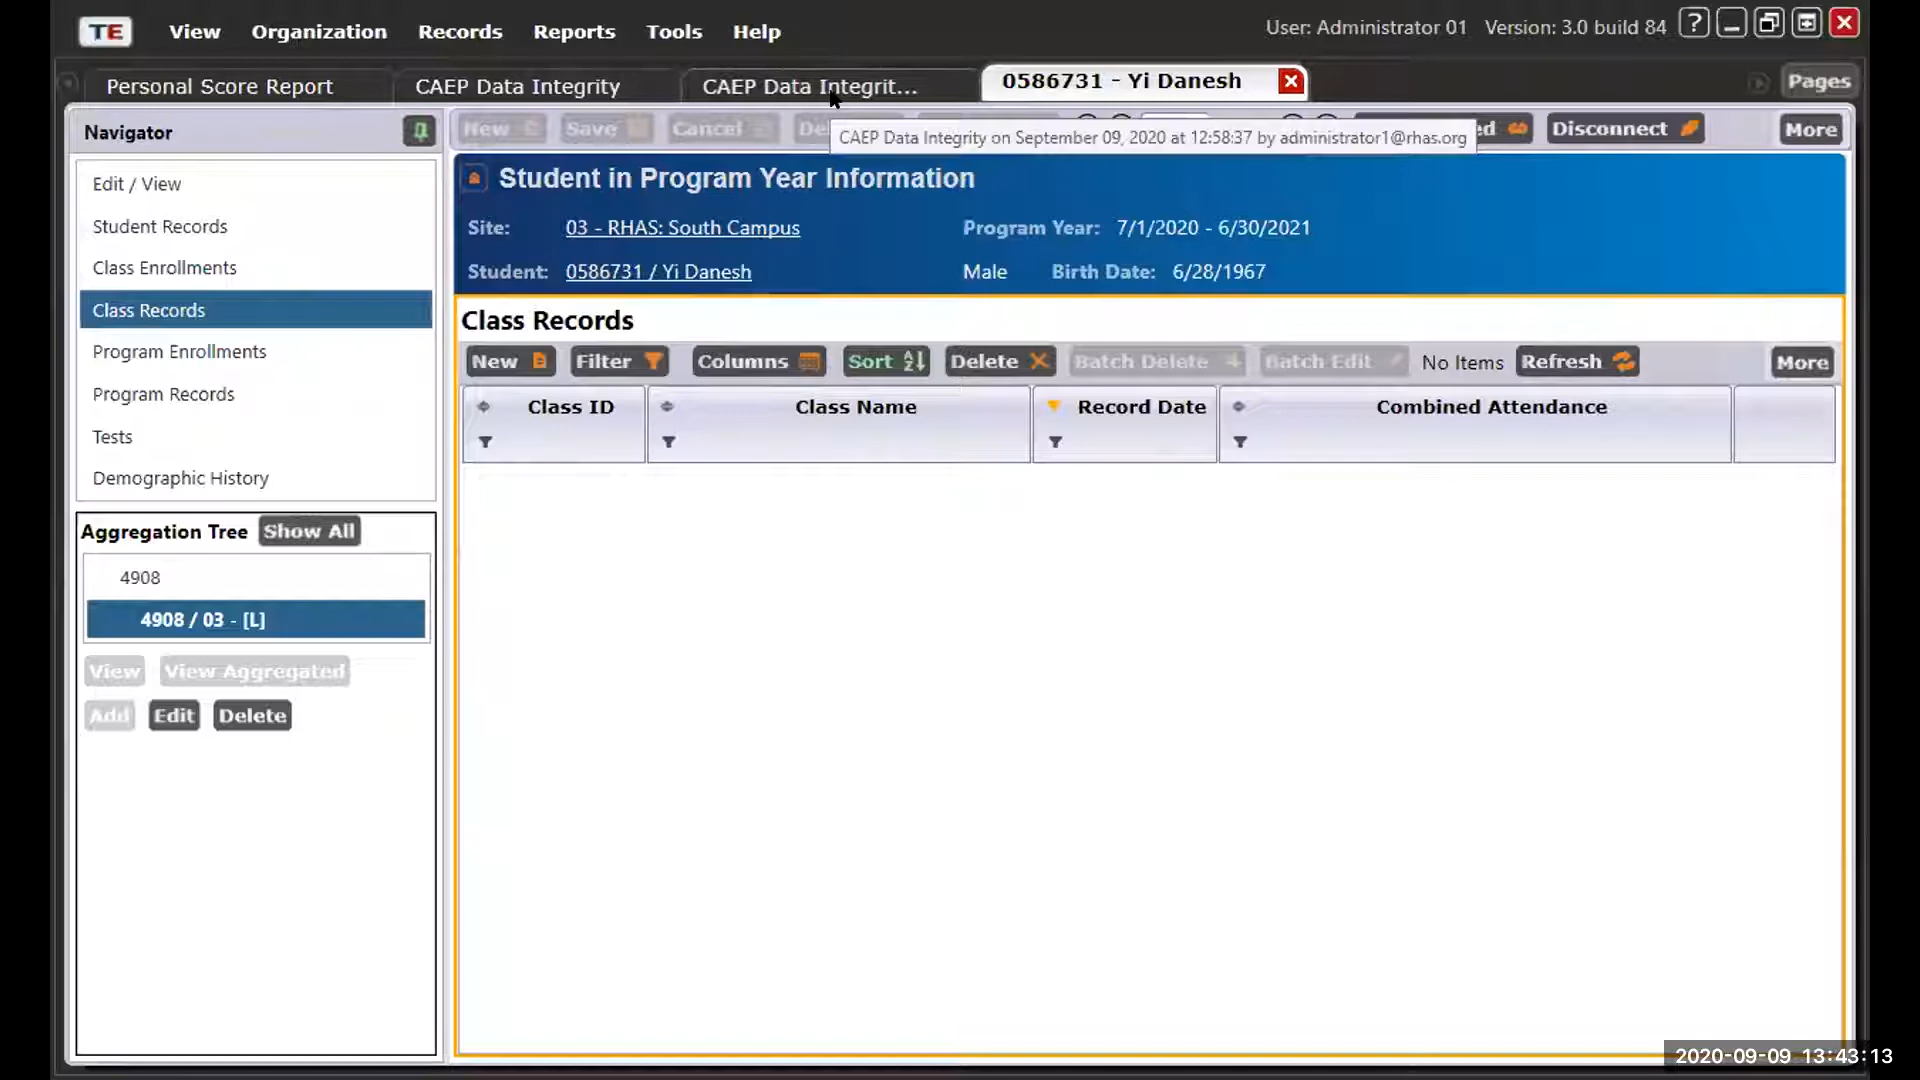 TE View Organization Records Reports Tools Help User: Administrator 01 Version: 3.0 build 84 ?
Personal Score Report CAEP Data Integrity CAEP Data Integrit... 0586731 - Yi Danesh Pages
Navigator
New Save Cancel Disconnect More
CAEP Data Integrity on September 09, 2020 at 12:58:37 by administrator1@rhas.org
Edit / View
Student Records
Class Enrollments
Class Records
Program Enrollments
Program Records
Tests
Demographic History
Aggregation Tree Show All
4908
4908 / 03 - [L]
View View Aggregated
Add Edit Delete
Student in Program Year Information
Site: 03 - RHAS: South Campus Program Year: 7/1/2020 - 6/30/2021
Student: 0586731 / Yi Danesh Male Birth Date: 6/28/1967
Class Records
New Filter Columns Sort Delete Batch Delete Batch Edit No Items Refresh More
Class ID Class Name Record Date Combined Attendance
2020-09-09 13:43:13